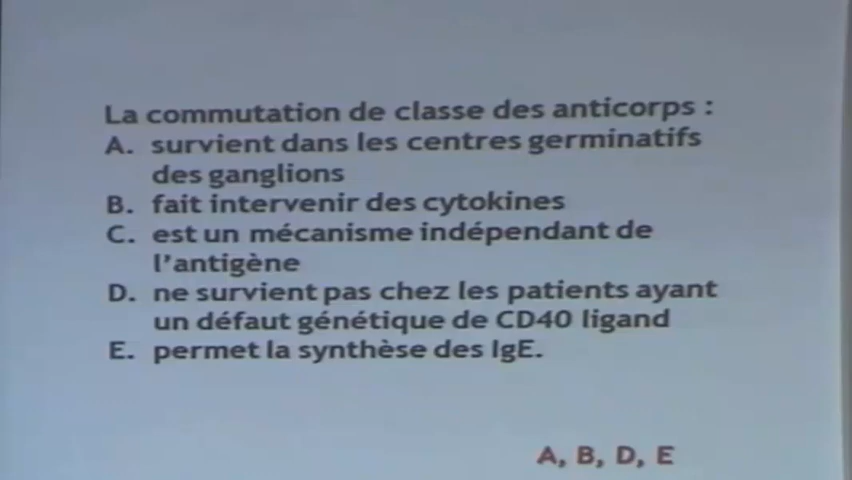 La commutation de classe des anticorps :
A. survient dans les centres germinatifs
des ganglions
B. fait intervenir des cytokines
C. est un mécanisme indépendant de
l'antigène
D. ne survient pas chez les patients ayant
un défaut génétique de CD40 ligand
E. permet la synthèse des IgE.
A, B, D, E